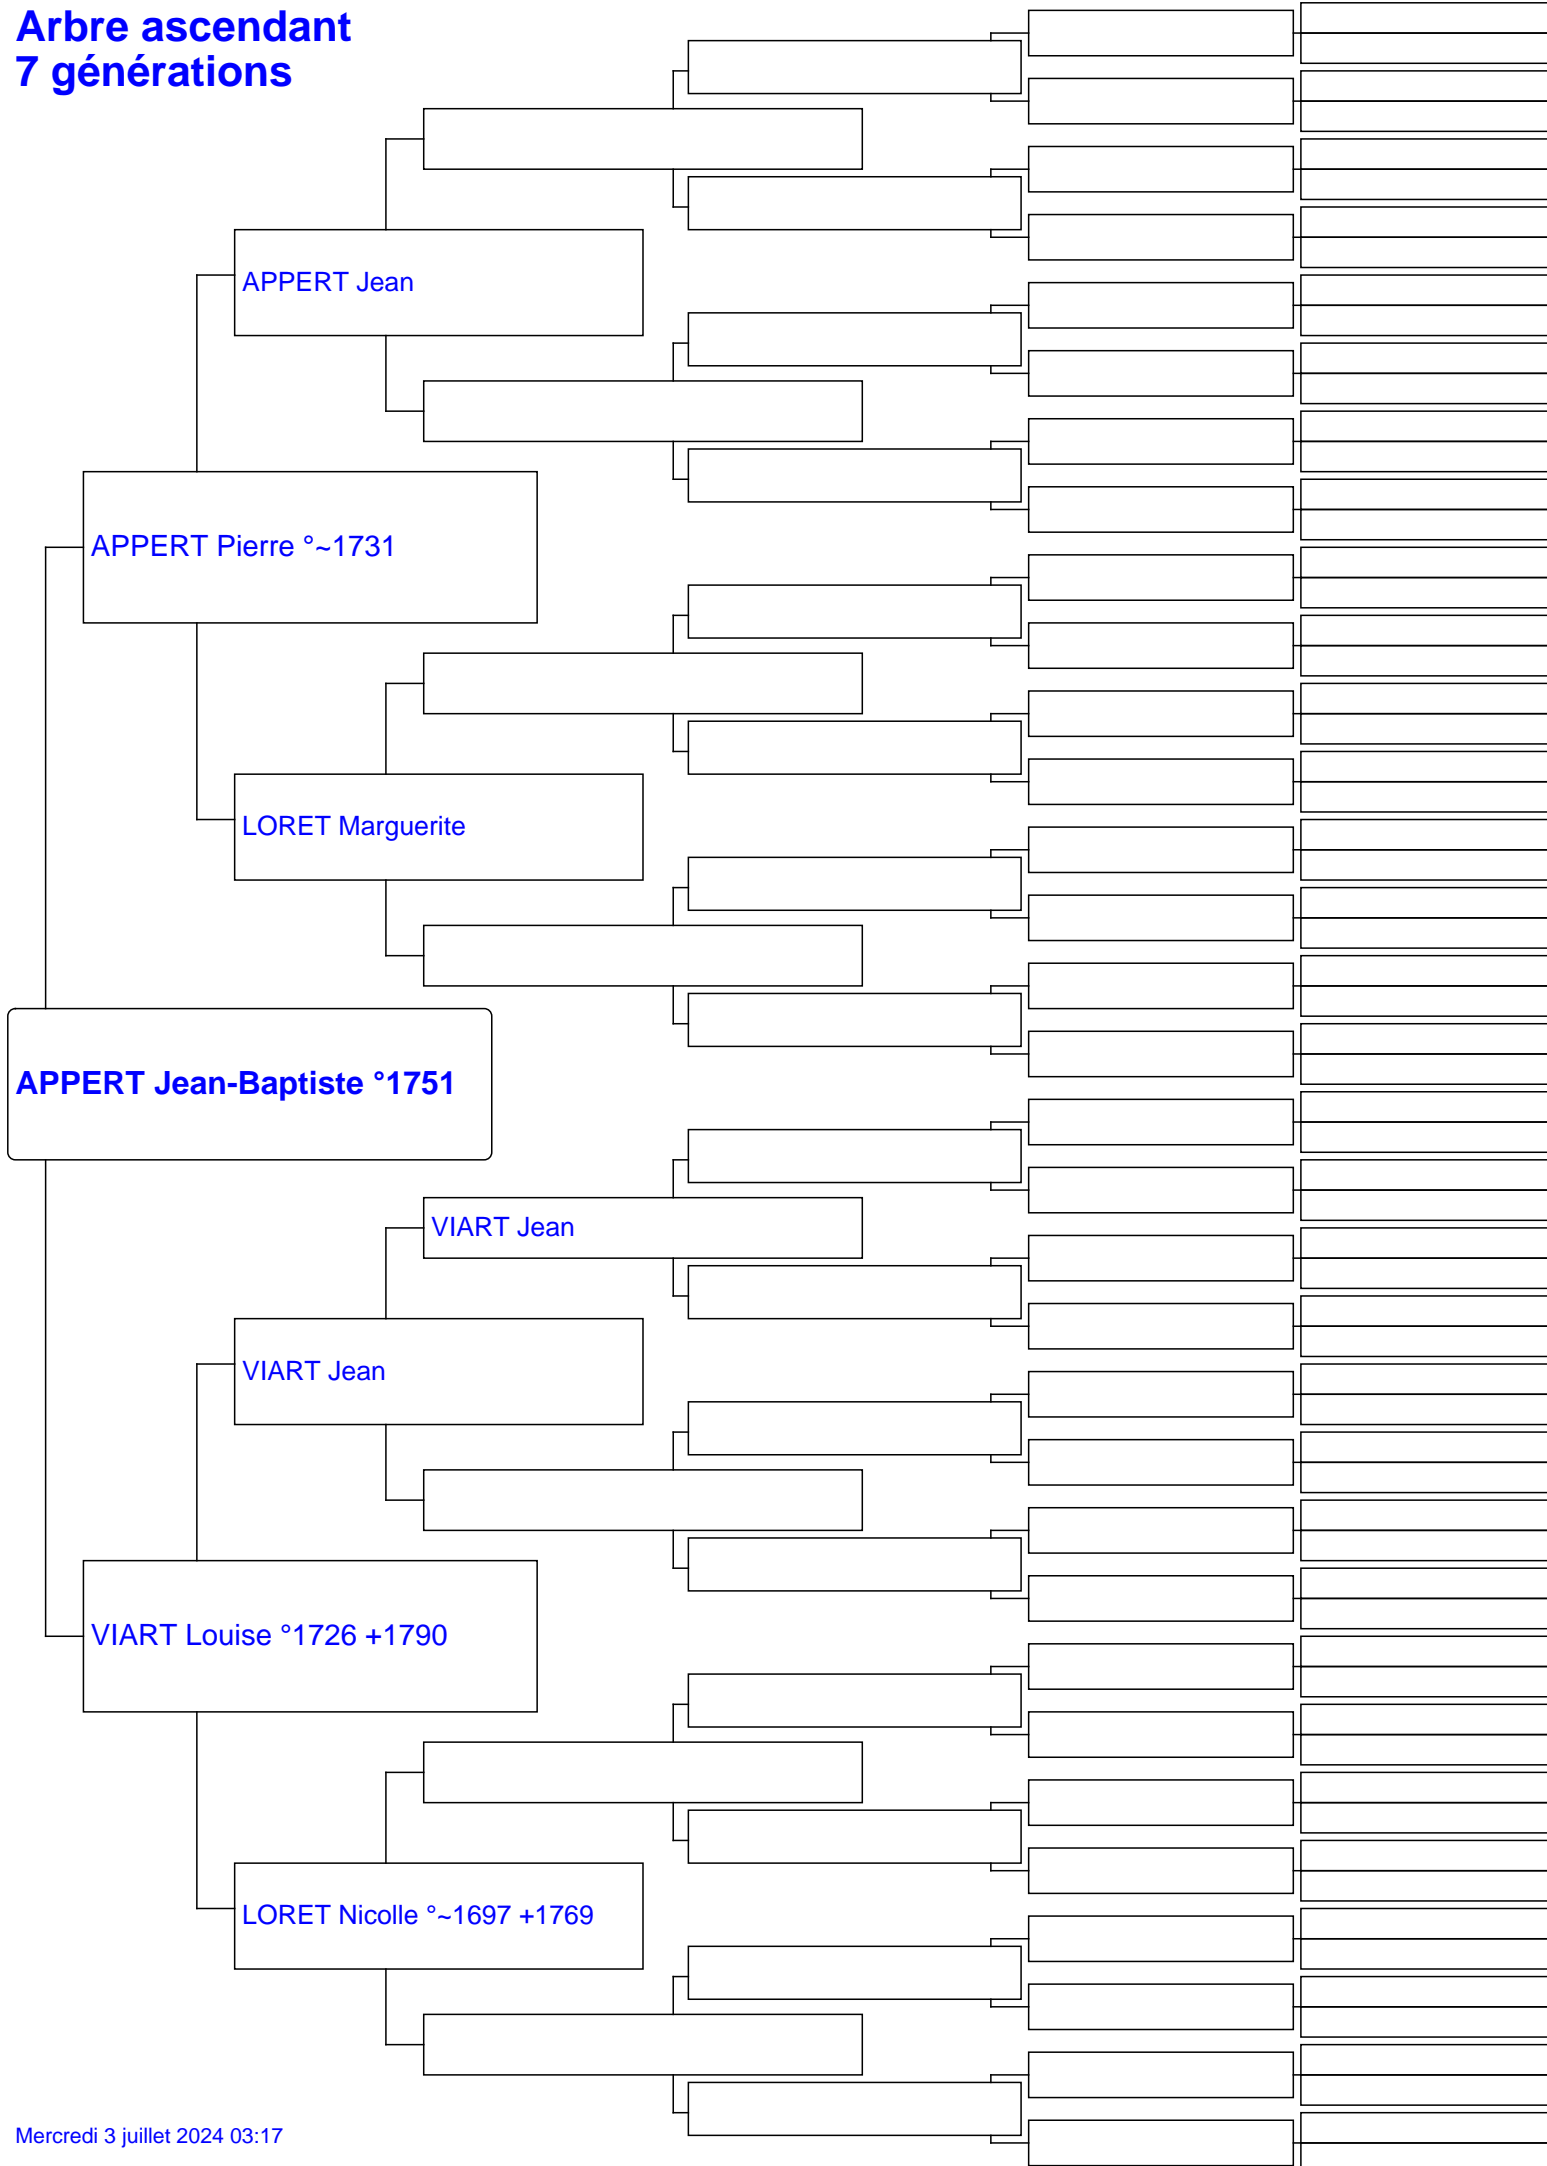 Arbre ascendant
7 générations
APPERT Jean
APPERT Pierre °~1731
LORET Marguerite
APPERT Jean-Baptiste °1751
VIART Jean
VIART Jean
VIART Louise °1726 +1790
LORET Nicolle °~1697 +1769
Mercredi 3 juillet 2024 03:17